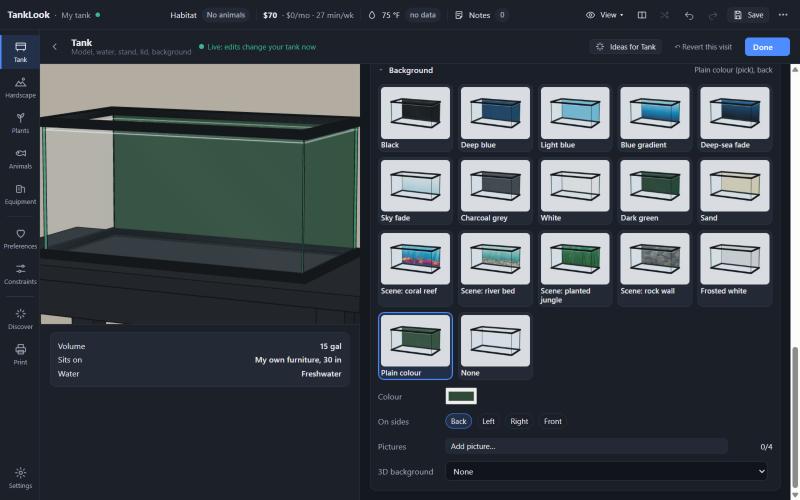 TankLook · My tank
Habitat No animals $70 · $0/mo · 27 min/wk 75 °F no data Notes 0
View Save
Tank
Model, water, stand, lid, background
Live: edits change your tank now
Ideas for Tank
Revert this visit
Done
Tank
Hardscape
Plants
Animals
Equipment
Preferences
Constraints
Discover
Print
Settings
Volume 15 gal
Sits on My own furniture, 30 in
Water Freshwater
Background Plain colour (pick), back
Black Deep blue Light blue Blue gradient Deep-sea fade
Sky fade Charcoal grey White Dark green Sand
Scene: coral reef Scene: river bed Scene: planted jungle Scene: rock wall Frosted white
Plain colour None
Colour
On sides Back Left Right Front
Pictures Add picture... 0/4
3D background None